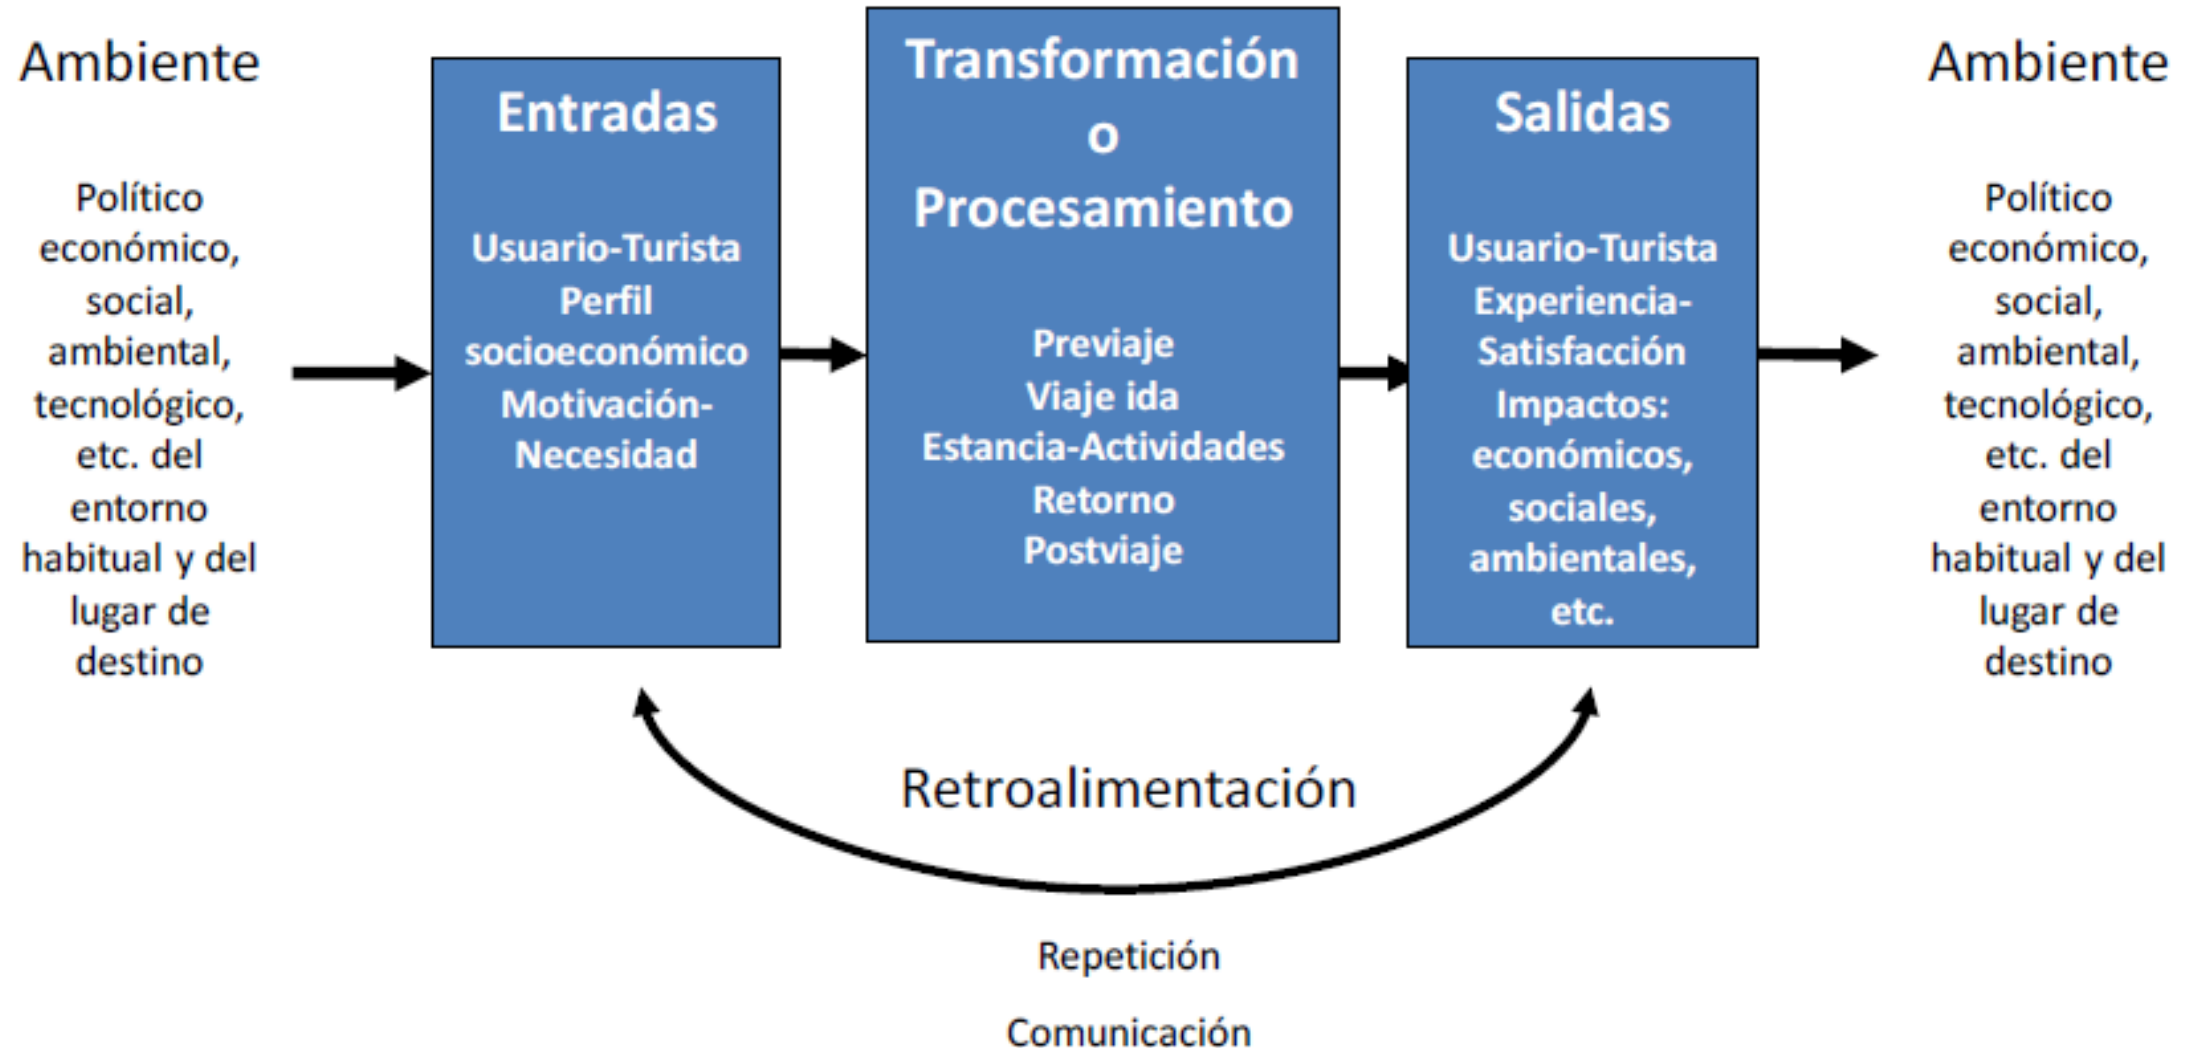 Ambiente
Político
económico,
social,
ambiental,
tecnológico,
etc. del
entorno
habitual y del
lugar de
destino
Entradas
Usuario-Turista
Perfil
socioeconómico
Motivación-
Necesidad
Transformación
o
Procesamiento
Previaje
Viaje ida
Estancia-Actividades
Retorno
Postviaje
Salidas
Usuario-Turista
Experiencia-
Satisfacción
Impactos:
económicos,
sociales,
ambientales,
etc.
Ambiente
Político
económico,
social,
ambiental,
tecnológico,
etc. del
entorno
habitual y del
lugar de
destino
Retroalimentación
Repetición
Comunicación